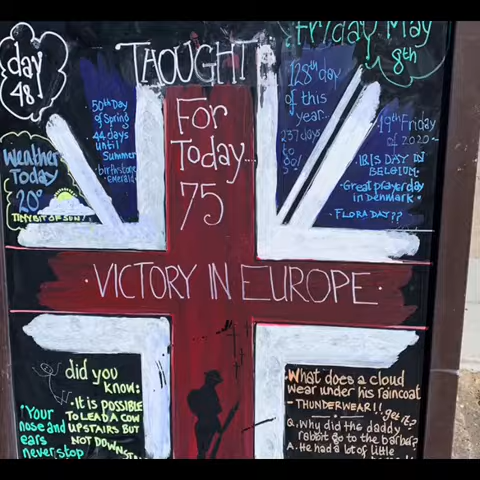 day
48
THOUGHT
For
Today...
75
Friday May
8th
50th Day
of Spring
44 days
until
Summer
birthstone
EMERALD
128th day
of this
year...
237 days
to
go!
19th Friday
of 2020
IRIS DAY IN
BELGIUM
Great prayer day
in Denmark
FLORA DAY??
Weather
Today
20°
TINY BIT OF SUN!
·VICTORY IN EUROPE·
did you
know:
·It is possible
TO LEAD A COW
UPSTAIRS BUT
NOT DOWN
"Your
nose and
ears
never stop
What does a cloud
wear under his raincoat
- THUNDERWEAR!! get it?
Q. Why did the daddy
rabbit go to the barber?
A. He had a lot of little